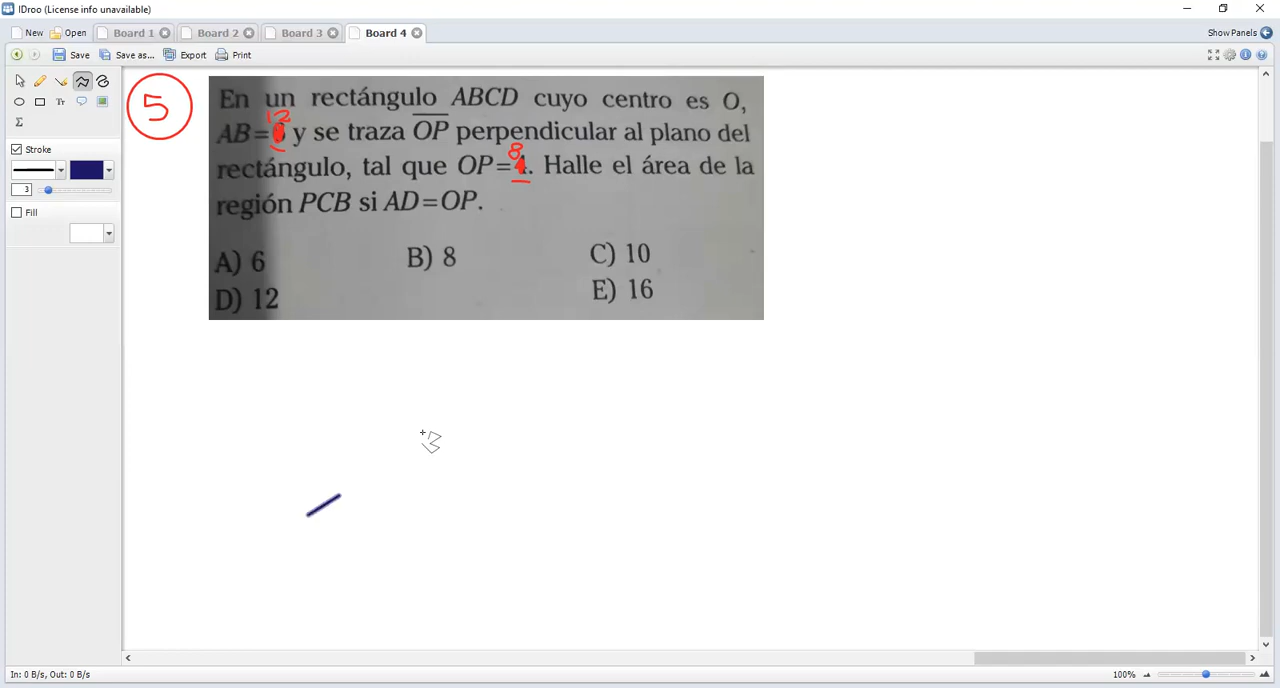 IDroo (License info unavailable)
New Open Board 1 Board 2 Board 3 Board 4 Show Panels
Save Save as... Export Print
Tr
Σ
Stroke
3
Fill
5
En un rectángulo ABCD cuyo centro es O,
12
AB= y se traza OP perpendicular al plano del
8
rectángulo, tal que OP=4. Halle el área de la
región PCB si AD=OP.
A) 6 B) 8 C) 10
D) 12 E) 16
In: 0 B/s, Out: 0 B/s 100%